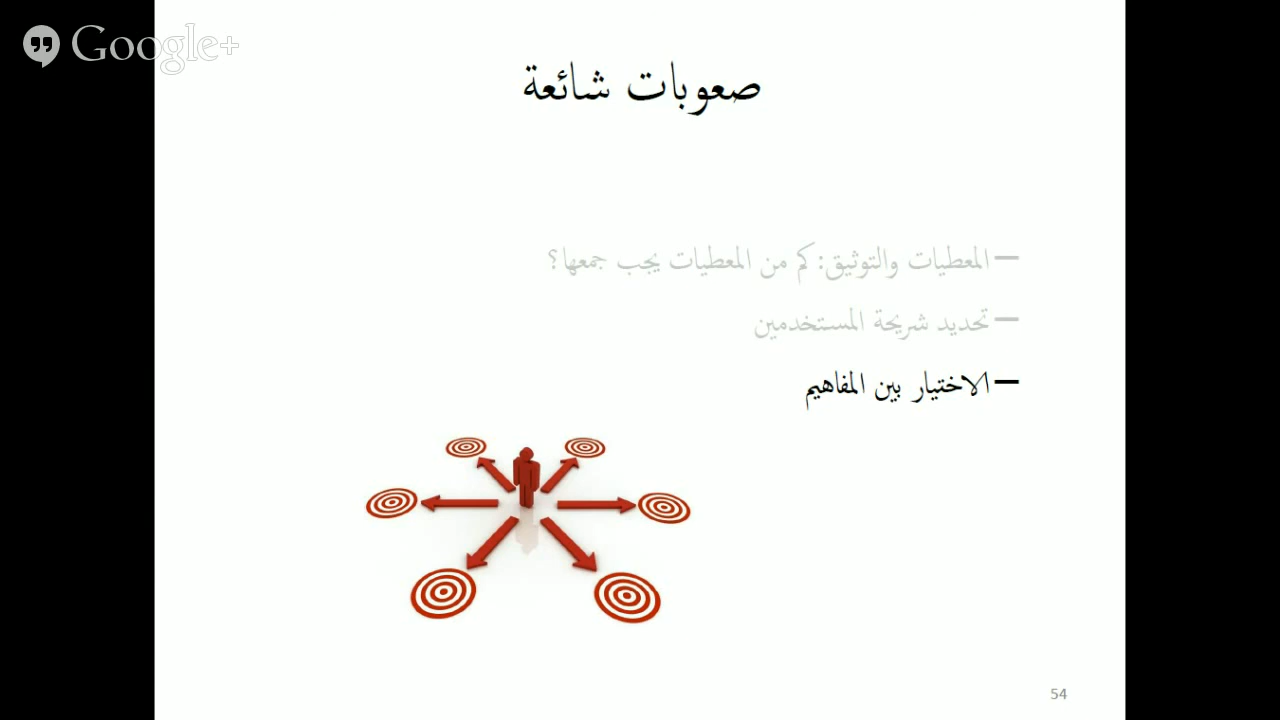 Google+
صعوبات شائعة
—المعطيات والتوثيق: كم من المعطيات يجب جمعها؟
—تحديد شريحة المستخدمين
—الاختيار بين المفاهيم
54